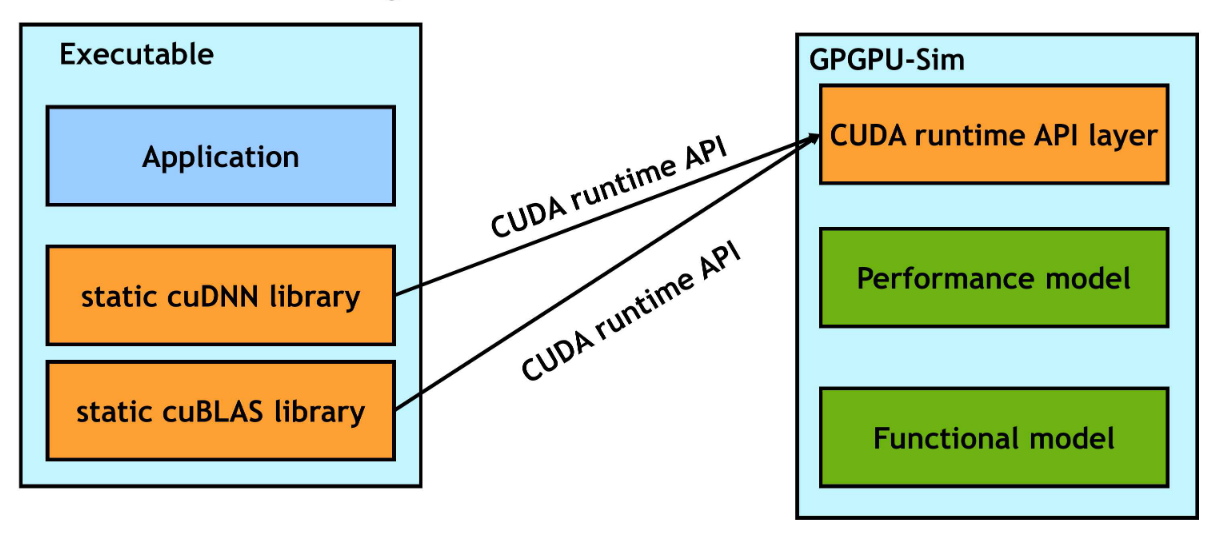 Executable
Application
static cuDNN library
static cuBLAS library
CUDA runtime API
CUDA runtime API
GPGPU-Sim
CUDA runtime API layer
Performance model
Functional model